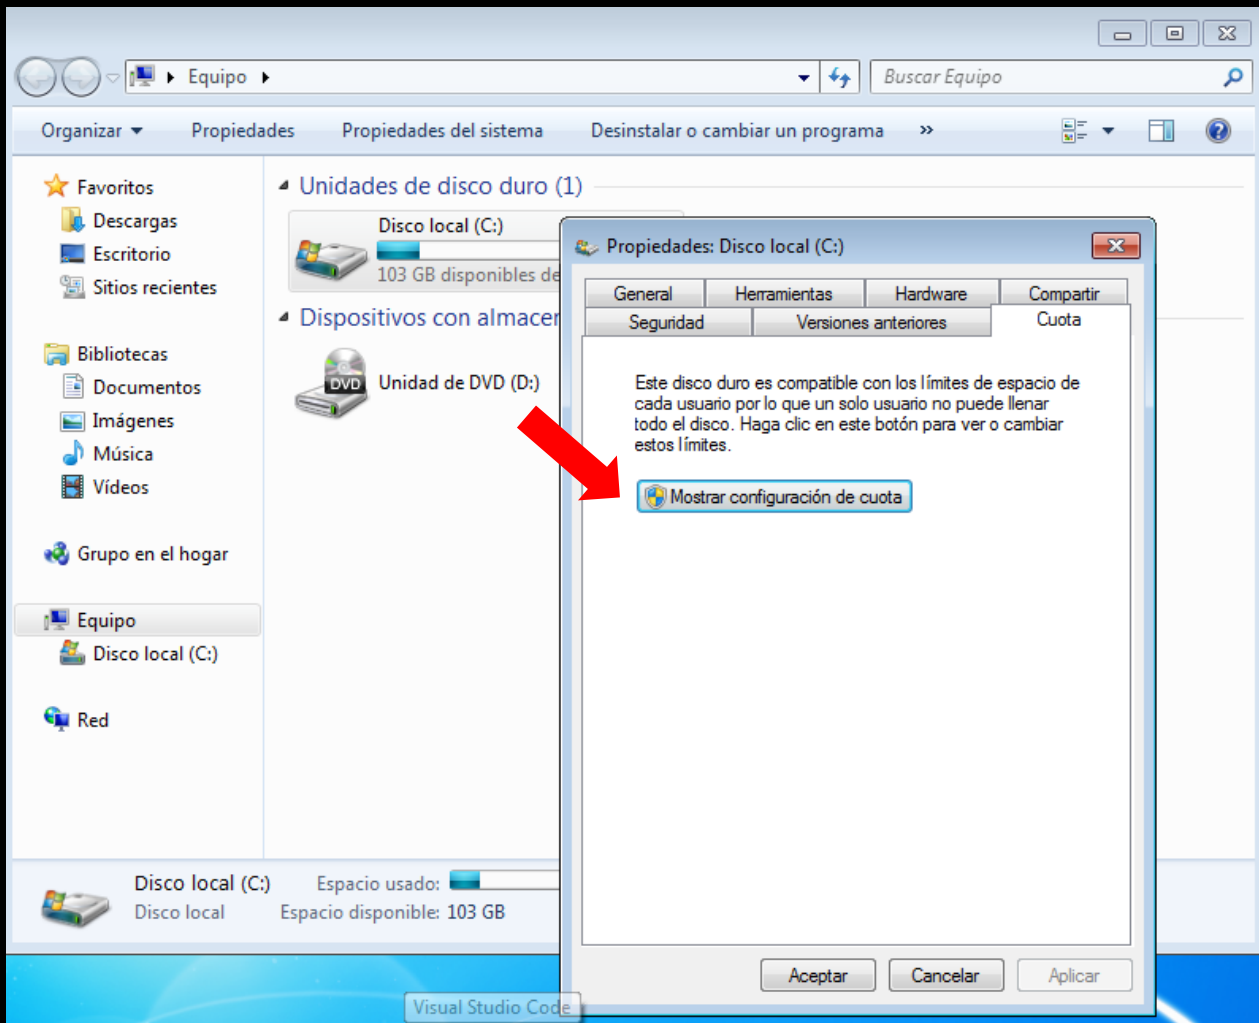 Equipo
Buscar Equipo
Organizar Propiedades Propiedades del sistema Desinstalar o cambiar un programa »
Favoritos
Descargas
Escritorio
Sitios recientes
Bibliotecas
Documentos
Imágenes
Música
Vídeos
Grupo en el hogar
Equipo
Disco local (C:)
Red
Unidades de disco duro (1)
Disco local (C:)
103 GB disponibles de
Dispositivos con almacer
DVD
Unidad de DVD (D:)
Propiedades: Disco local (C:)
General Herramientas Hardware Compartir
Seguridad Versiones anteriores Cuota
Este disco duro es compatible con los límites de espacio de
cada usuario por lo que un solo usuario no puede llenar
todo el disco. Haga clic en este botón para ver o cambiar
estos límites.
Mostrar configuración de cuota
Aceptar Cancelar Aplicar
Disco local (C:) Espacio usado:
Disco local Espacio disponible: 103 GB
Visual Studio Code